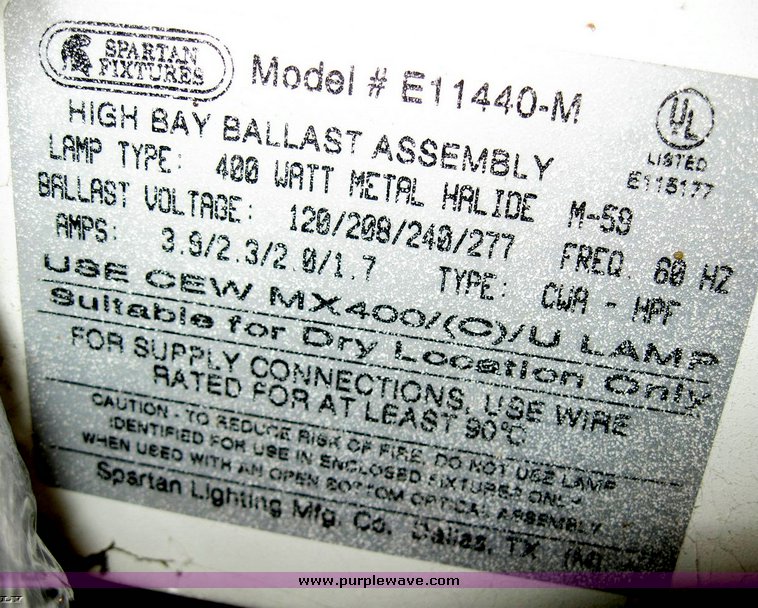 SPARTAN
FIXTURES
Model # E11440-M
UL
LISTED
E115177
HIGH BAY BALLAST ASSEMBLY
LAMP TYPE: 400 WATT METAL HALIDE M-59
BALLAST VOLTAGE: 120/208/240/277 FREQ. 60 HZ
AMPS: 3.9/2.3/2.0/1.7 TYPE: CWA - HPF
USE CEW MX400/(C)/U LAMP
Suitable for Dry Location Only
FOR SUPPLY CONNECTIONS, USE WIRE
RATED FOR AT LEAST 90°C
CAUTION - TO REDUCE RISK OF FIRE, DO NOT USE LAMP
IDENTIFIED FOR USE IN ENCLOSED FIXTURES ONLY
WHEN USED WITH AN OPEN BOTTOM OPTICAL ASSEMBLY
Spartan Lighting Mfg. Co. Dallas, TX
www.purplewave.com